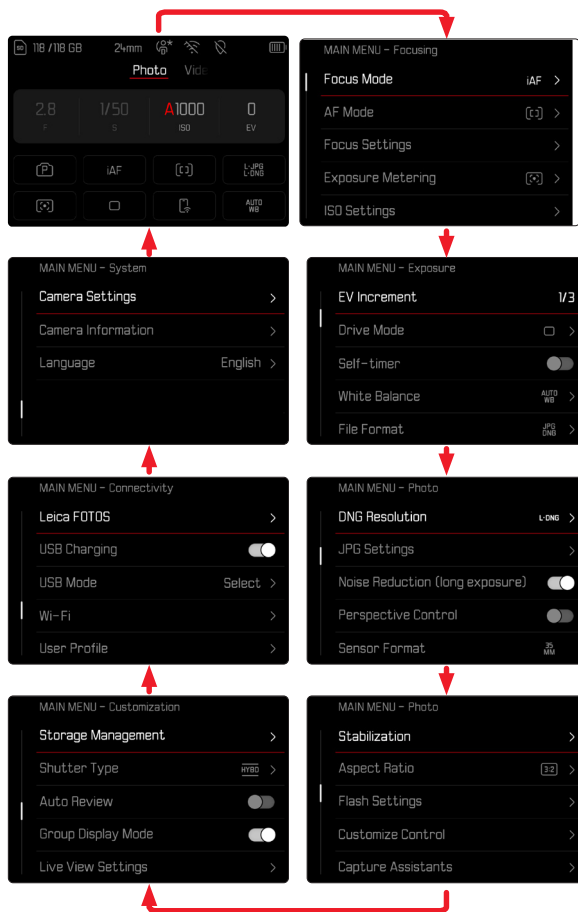 118 /118 GB 24mm
Photo Vide
2.8 1/50 A1000 0
F S ISO EV
P iAF L-JPG
L-DNG
AUTO
WB
MAIN MENU - Focusing
Focus Mode iAF
AF Mode
Focus Settings
Exposure Metering
ISO Settings
MAIN MENU - Exposure
EV Increment 1/3
Drive Mode
Self-timer
White Balance AUTO
WB
File Format JPG
DNG
MAIN MENU - Photo
DNG Resolution L-DNG
JPG Settings
Noise Reduction (long exposure)
Perspective Control
Sensor Format 35
MM
MAIN MENU - Photo
Stabilization
Aspect Ratio 3:2
Flash Settings
Customize Control
Capture Assistants
MAIN MENU - Customization
Storage Management
Shutter Type HYBD
Auto Review
Group Display Mode
Live View Settings
MAIN MENU - Connectivity
Leica FOTOS
USB Charging
USB Mode Select
Wi-Fi
User Profile
MAIN MENU - System
Camera Settings
Camera Information
Language English